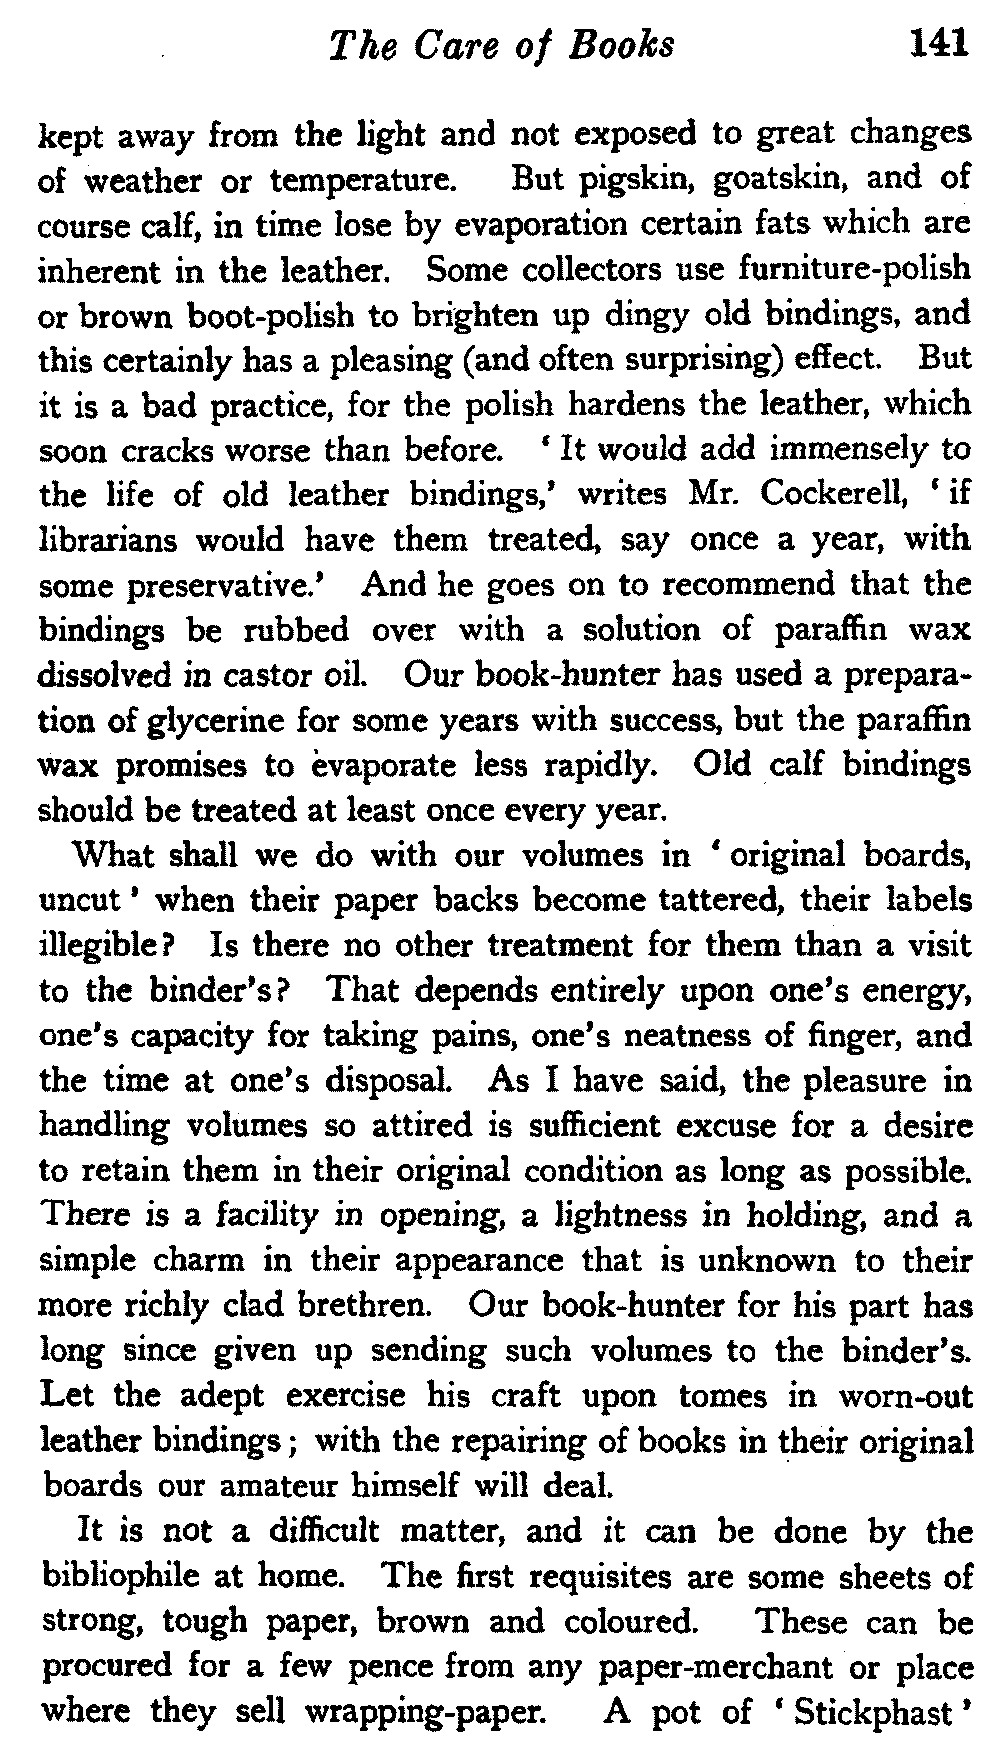 The Care of Books 141
kept away from the light and not exposed to great changes
of weather or temperature. But pigskin, goatskin, and of
course calf, in time lose by evaporation certain fats which are
inherent in the leather. Some collectors use furniture-polish
or brown boot-polish to brighten up dingy old bindings, and
this certainly has a pleasing (and often surprising) effect. But
it is a bad practice, for the polish hardens the leather, which
soon cracks worse than before. ‘ It would add immensely to
the life of old leather bindings,’ writes Mr. Cockerell, ‘ if
librarians would have them treated, say once a year, with
some preservative.’ And he goes on to recommend that the
bindings be rubbed over with a solution of paraffin wax
dissolved in castor oil. Our book-hunter has used a prepara-
tion of glycerine for some years with success, but the paraffin
wax promises to evaporate less rapidly. Old calf bindings
should be treated at least once every year.
What shall we do with our volumes in ‘ original boards,
uncut ’ when their paper backs become tattered, their labels
illegible? Is there no other treatment for them than a visit
to the binder's? That depends entirely upon one's energy,
one's capacity for taking pains, one's neatness of finger, and
the time at one's disposal. As I have said, the pleasure in
handling volumes so attired is sufficient excuse for a desire
to retain them in their original condition as long as possible.
There is a facility in opening, a lightness in holding, and a
simple charm in their appearance that is unknown to their
more richly clad brethren. Our book-hunter for his part has
long since given up sending such volumes to the binder's.
Let the adept exercise his craft upon tomes in worn-out
leather bindings; with the repairing of books in their original
boards our amateur himself will deal.
It is not a difficult matter, and it can be done by the
bibliophile at home. The first requisites are some sheets of
strong, tough paper, brown and coloured. These can be
procured for a few pence from any paper-merchant or place
where they sell wrapping-paper. A pot of ‘ Stickphast ’